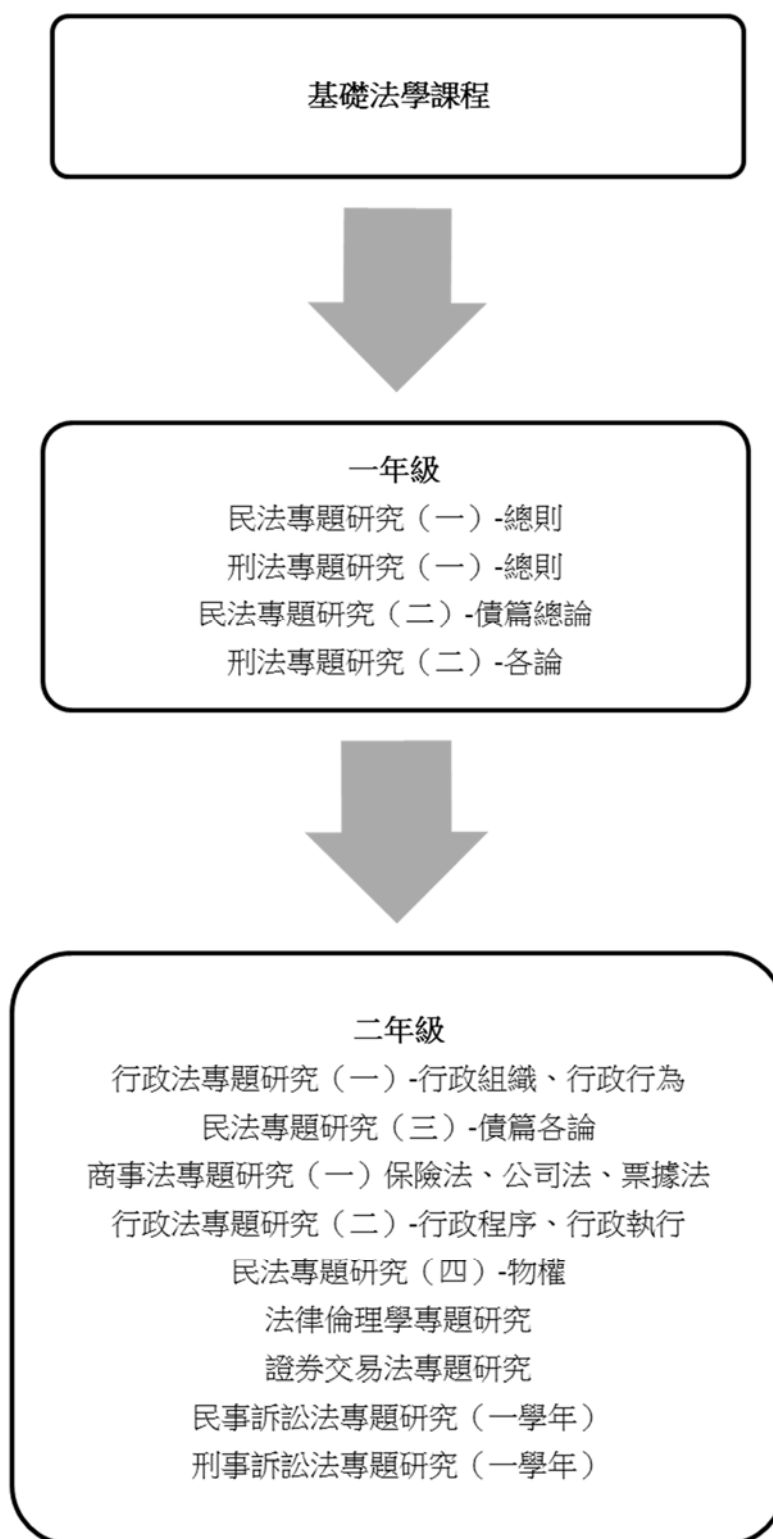 基礎法學課程
一年級
民法專題研究（一）-總則
刑法專題研究（一）-總則
民法專題研究（二）-債篇總論
刑法專題研究（二）-各論
二年級
行政法專題研究（一）-行政組織、行政行為
民法專題研究（三）-債篇各論
商事法專題研究（一）保險法、公司法、票據法
行政法專題研究（二）-行政程序、行政執行
民法專題研究（四）-物權
法律倫理學專題研究
證券交易法專題研究
民事訴訟法專題研究（一學年）
刑事訴訟法專題研究（一學年）